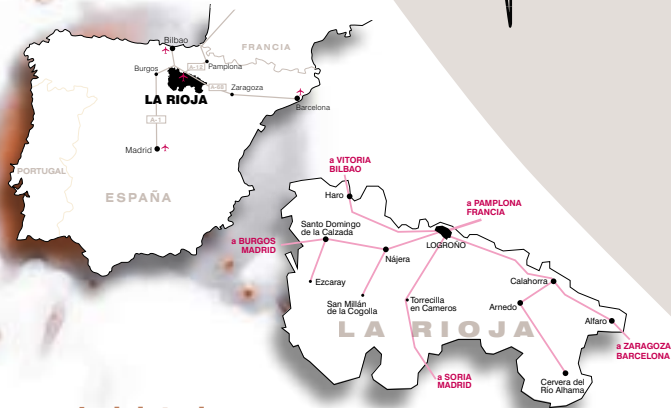 Bilbao
FRANCIA
Burgos
A-12
Pamplona
A-68
Zaragoza
LA RIOJA
Barcelona
A-1
Madrid
PORTUGAL
ESPAÑA
a VITORIA
BILBAO
Haro
a PAMPLONA
FRANCIA
Santo Domingo
de la Calzada
a BURGOS
MADRID
LOGROÑO
Nájera
Ezcaray
Calahorra
San Millán
de la Cogolla
Torrecilla
en Cameros
Arnedo
Alfaro
LA RIOJA
a ZARAGOZA
BARCELONA
a SORIA
MADRID
Cervera del
Río Alhama